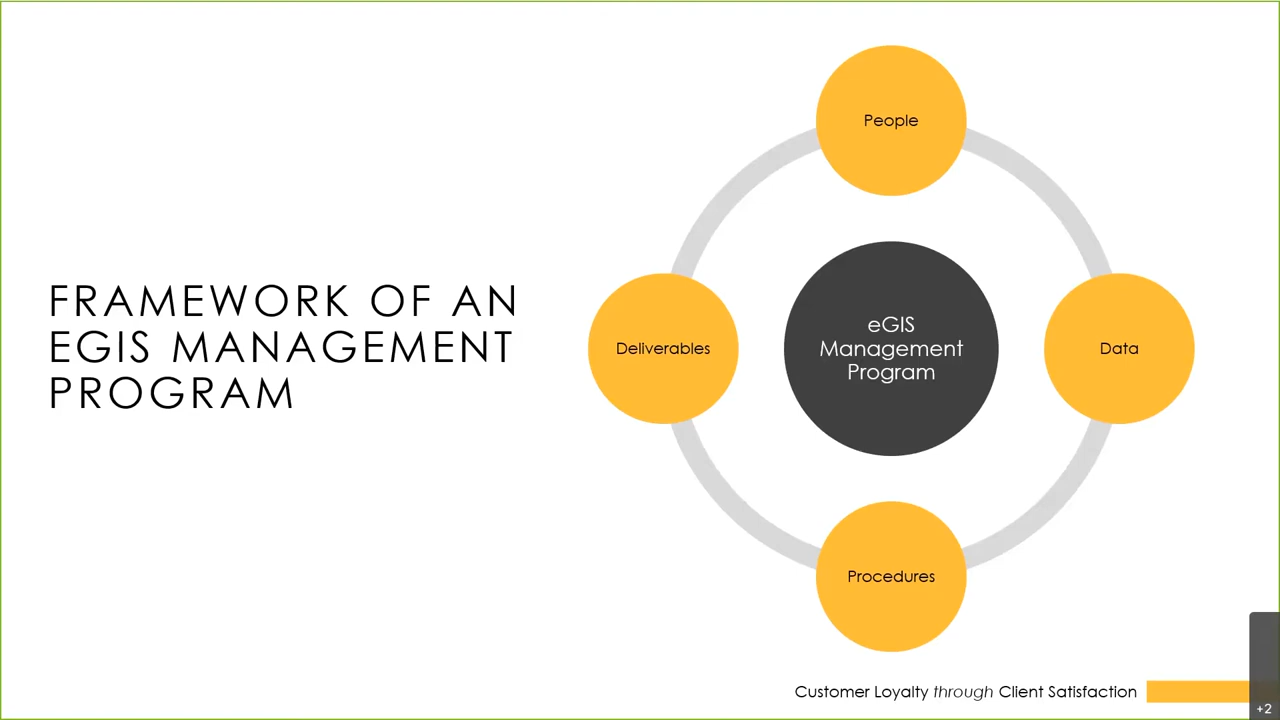 FRAMEWORK OF AN
EGIS MANAGEMENT
PROGRAM
People
Deliverables
eGIS
Management
Program
Data
Procedures
Customer Loyalty through Client Satisfaction
+2